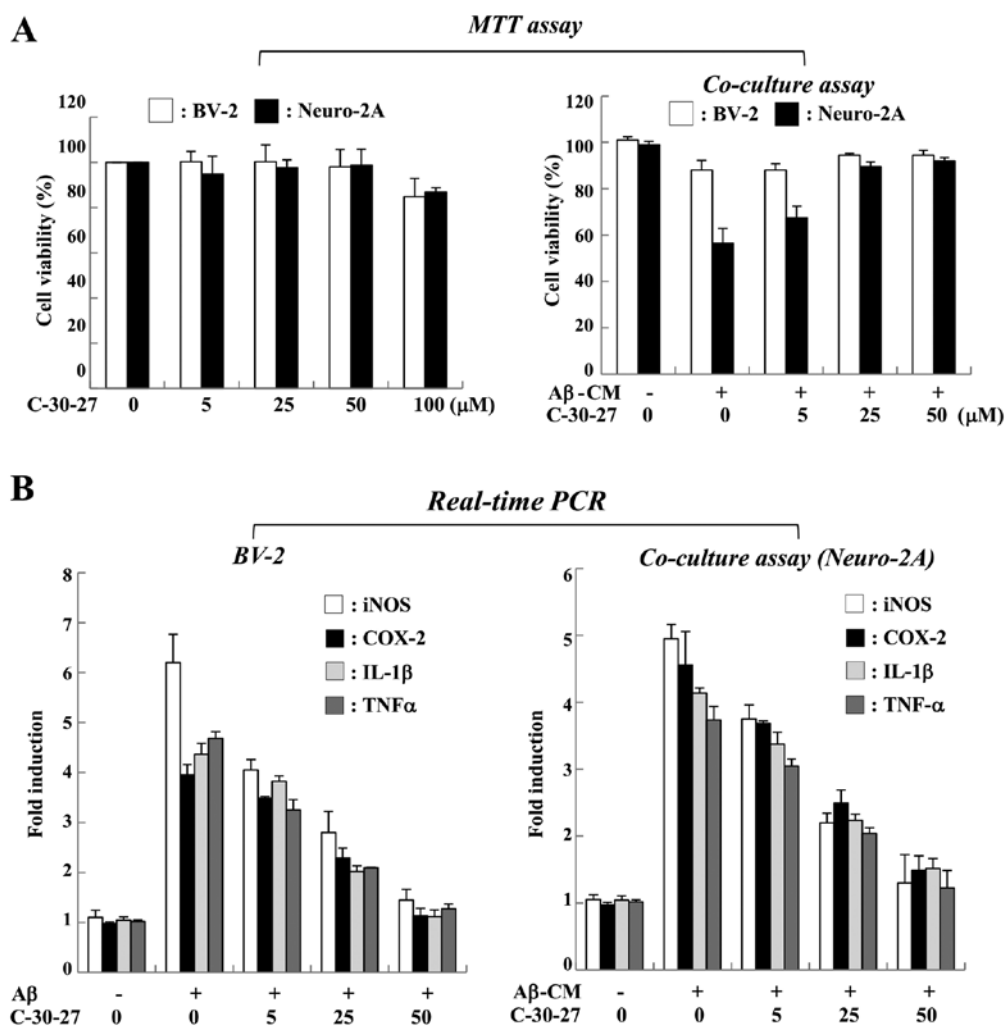 A
MTT assay
Co-culture assay
: BV-2 : Neuro-2A
: BV-2 : Neuro-2A
Cell viability (%)
120
100
80
60
40
20
0
C-30-27 0 5 25 50 100 (μM)
Cell viability (%)
120
100
80
60
40
20
0
Aβ-CM - + + + +
C-30-27 0 0 5 25 50 (μM)
B
Real-time PCR
BV-2
Co-culture assay (Neuro-2A)
Fold induction
8
7
6
5
4
3
2
1
0
: iNOS
: COX-2
: IL-1β
: TNFα
Aβ - + + + +
C-30-27 0 0 5 25 50
Fold induction
6
5
4
3
2
1
0
: iNOS
: COX-2
: IL-1β
: TNF-α
Aβ-CM - + + + +
C-30-27 0 0 5 25 50